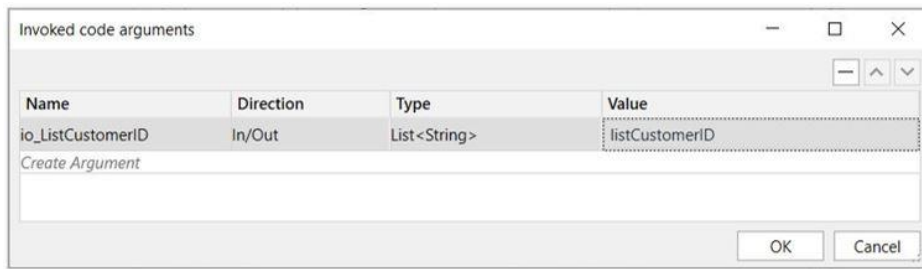 Invoked code arguments
Name Direction Type Value
io_ListCustomerID In/Out List<String> listCustomerID
Create Argument
OK Cancel